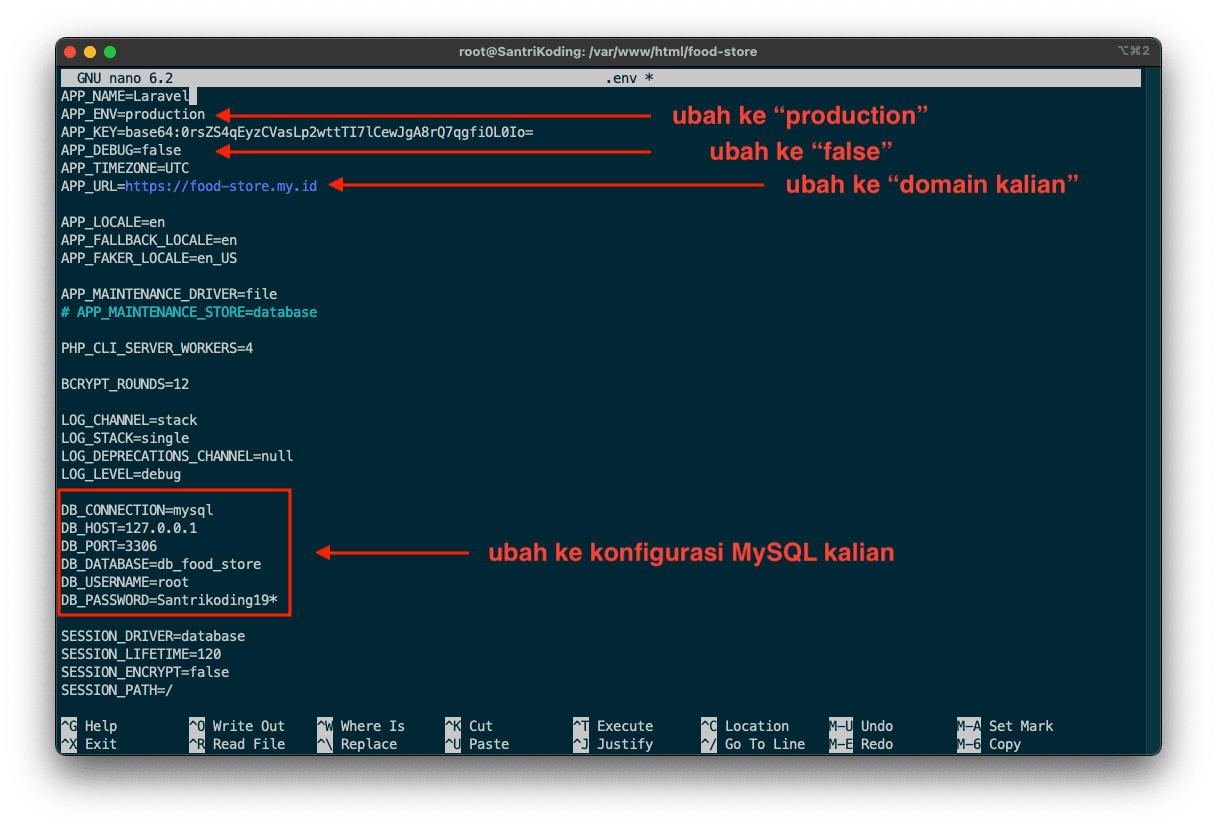 root@SantriKoding: /var/www/html/food-store
⌥⌘2
GNU nano 6.2 .env *
APP_NAME=Laravel
APP_ENV=production
ubah ke “production”
APP_KEY=base64:0rsZS4qEyzCVasLp2wttTI7lCewJgA8rQ7qgfiOL0Io=
APP_DEBUG=false
ubah ke “false”
APP_TIMEZONE=UTC
APP_URL=https://food-store.my.id
ubah ke “domain kalian”
APP_LOCALE=en
APP_FALLBACK_LOCALE=en
APP_FAKER_LOCALE=en_US
APP_MAINTENANCE_DRIVER=file
# APP_MAINTENANCE_STORE=database
PHP_CLI_SERVER_WORKERS=4
BCRYPT_ROUNDS=12
LOG_CHANNEL=stack
LOG_STACK=single
LOG_DEPRECATIONS_CHANNEL=null
LOG_LEVEL=debug
DB_CONNECTION=mysql
DB_HOST=127.0.0.1
DB_PORT=3306
DB_DATABASE=db_food_store
DB_USERNAME=root
DB_PASSWORD=Santrikoding19*
ubah ke konfigurasi MySQL kalian
SESSION_DRIVER=database
SESSION_LIFETIME=120
SESSION_ENCRYPT=false
SESSION_PATH=/
^G Help ^O Write Out ^W Where Is ^K Cut ^T Execute ^C Location M-U Undo M-A Set Mark
^X Exit ^R Read File ^\ Replace ^U Paste ^J Justify ^/ Go To Line M-E Redo M-6 Copy